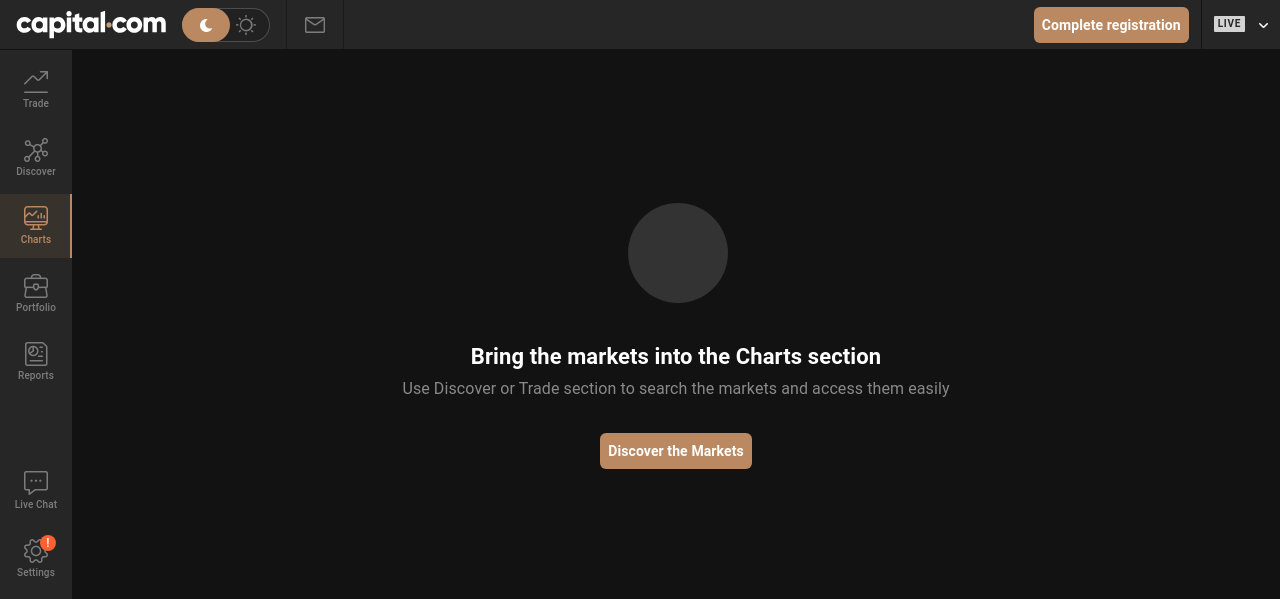 capital.com
Complete registration
LIVE
Trade
Discover
Charts
Portfolio
Reports
Live Chat
!
Settings
Bring the markets into the Charts section
Use Discover or Trade section to search the markets and access them easily
Discover the Markets